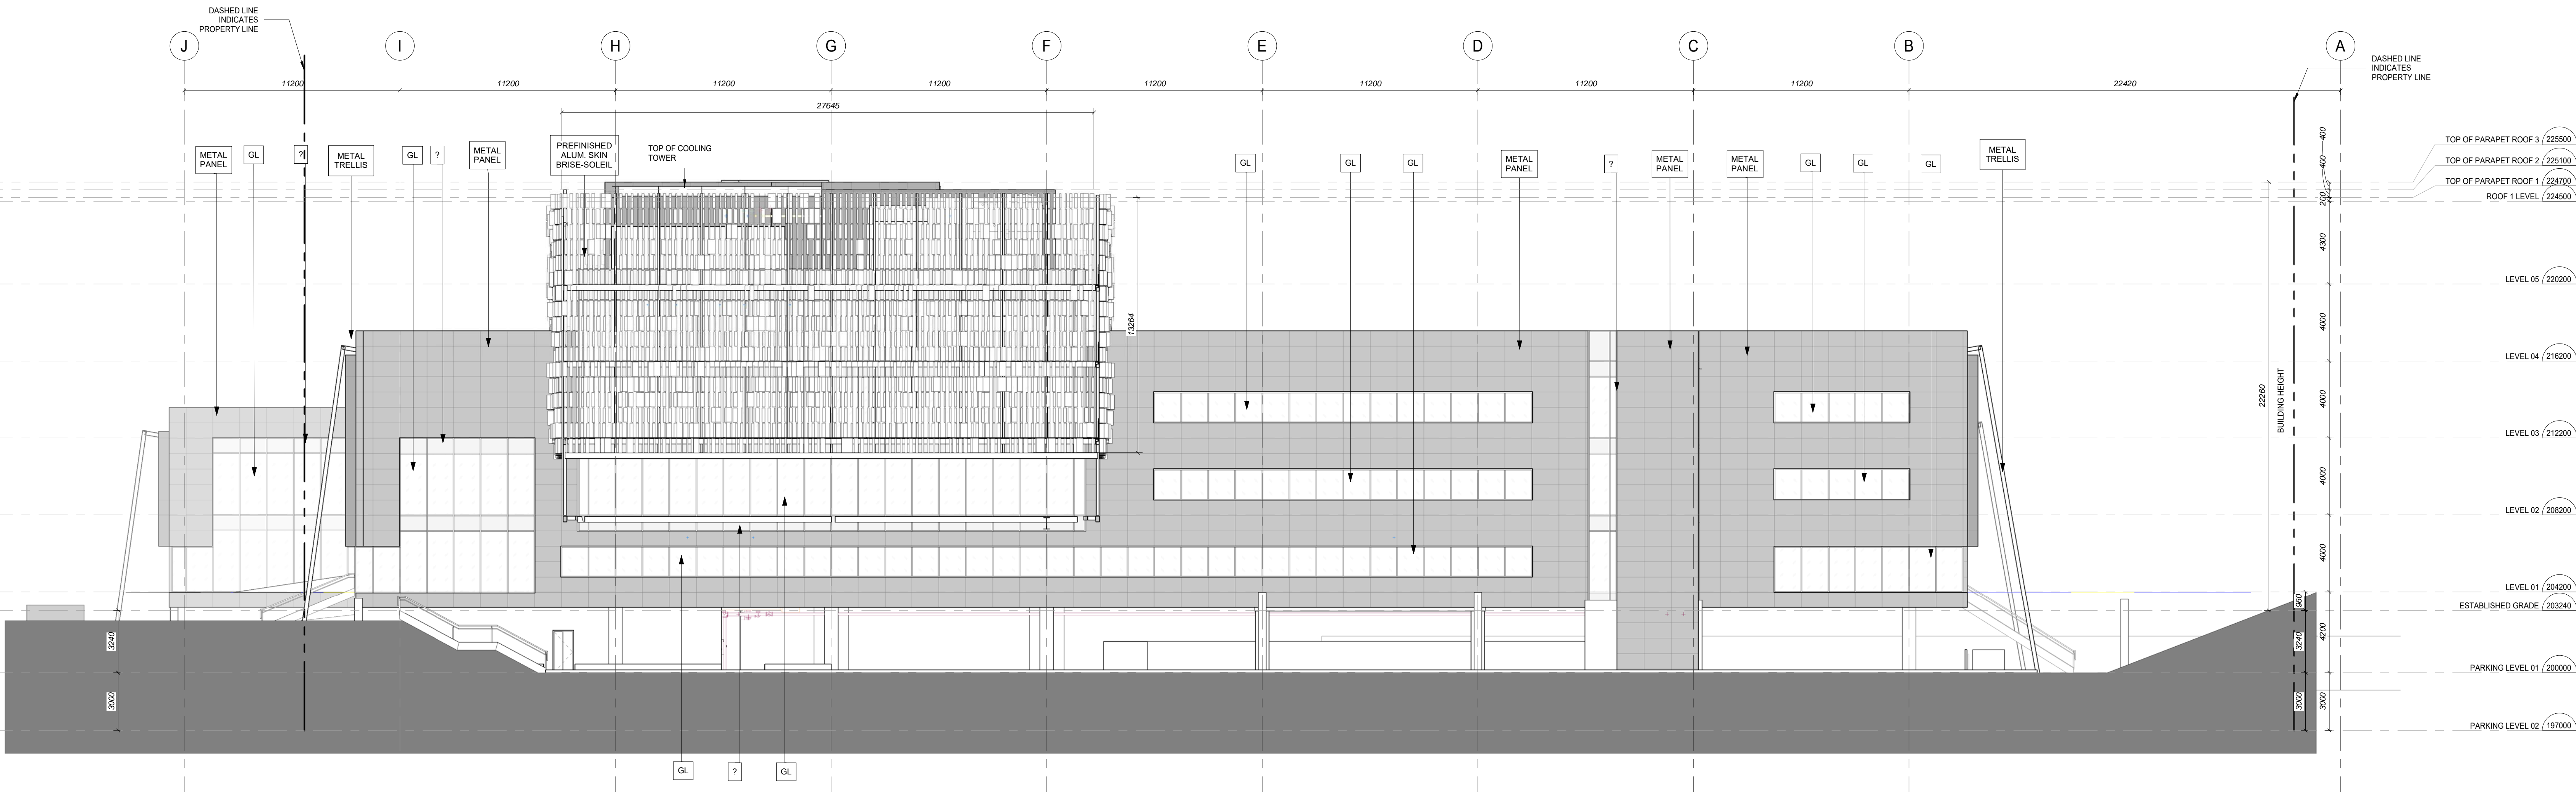 DASHED LINE
INDICATES
PROPERTY LINE
J
I
H
G
F
E
D
C
B
A
DASHED LINE
INDICATES
PROPERTY LINE
11200
11200
11200
11200
11200
11200
11200
11200
22420
27645
METAL
PANEL
GL
?
METAL
TRELLIS
GL
?
METAL
PANEL
PREFINISHED
ALUM. SKIN
BRISE-SOLEIL
TOP OF COOLING
TOWER
GL
GL
GL
METAL
PANEL
?
METAL
PANEL
METAL
PANEL
GL
GL
GL
METAL
TRELLIS
TOP OF PARAPET ROOF 3 225500
TOP OF PARAPET ROOF 2 225100
TOP OF PARAPET ROOF 1 224700
ROOF 1 LEVEL 224500
LEVEL 05 220200
LEVEL 04 216200
LEVEL 03 212200
LEVEL 02 208200
LEVEL 01 204200
ESTABLISHED GRADE 203240
PARKING LEVEL 01 200000
PARKING LEVEL 02 197000
400
400
200
4300
4000
4000
4000
4000
4200
3000
960
3240
3000
22260
BUILDING HEIGHT
13264
3240
3000
GL
?
GL